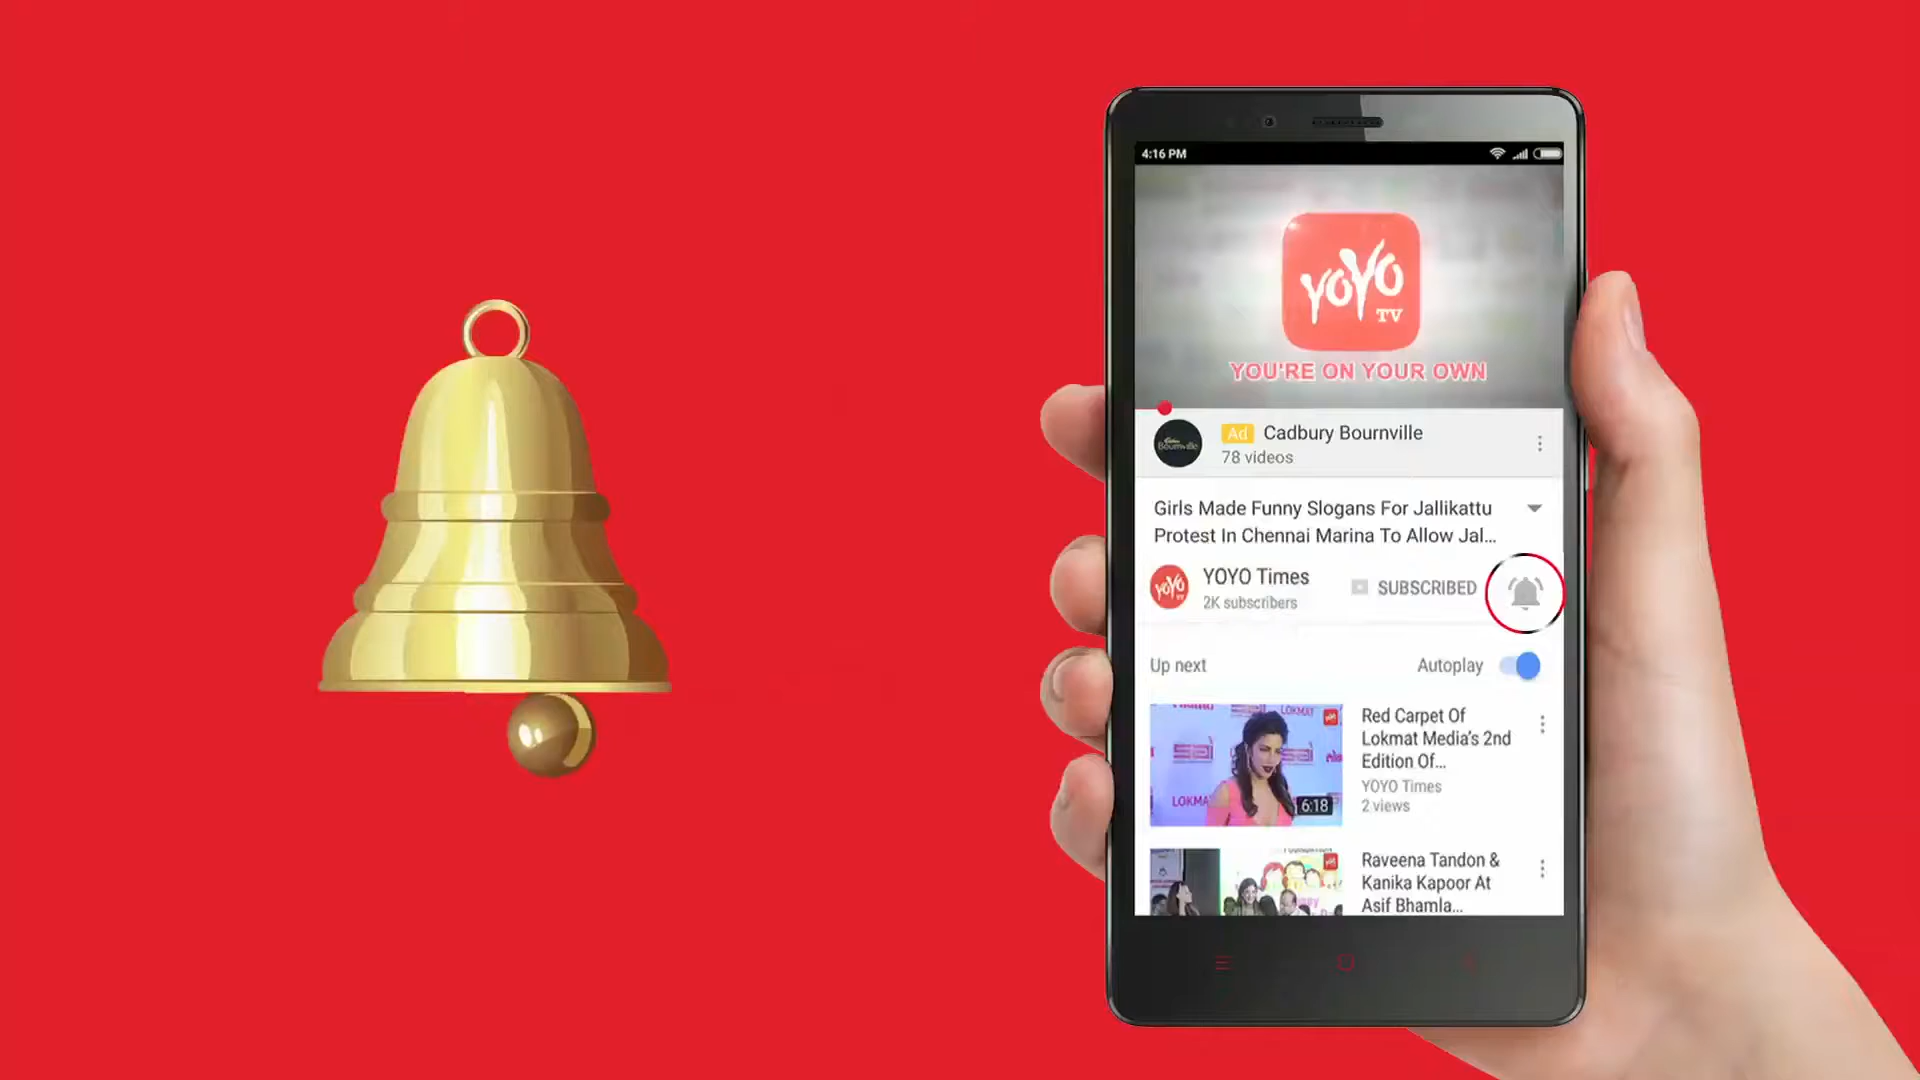 4:16 PM
YOYO
TV
YOU'RE ON YOUR OWN
Bournville
Ad Cadbury Bournville
78 videos
Girls Made Funny Slogans For Jallikattu
Protest In Chennai Marina To Allow Jal...
YOYO Times
2K subscribers
SUBSCRIBED
Up next
Autoplay
LOKMAT
LOKMA
6:18
Red Carpet Of
Lokmat Media's 2nd
Edition Of...
YOYO Times
2 views
Raveena Tandon &
Kanika Kapoor At
Asif Bhamla...